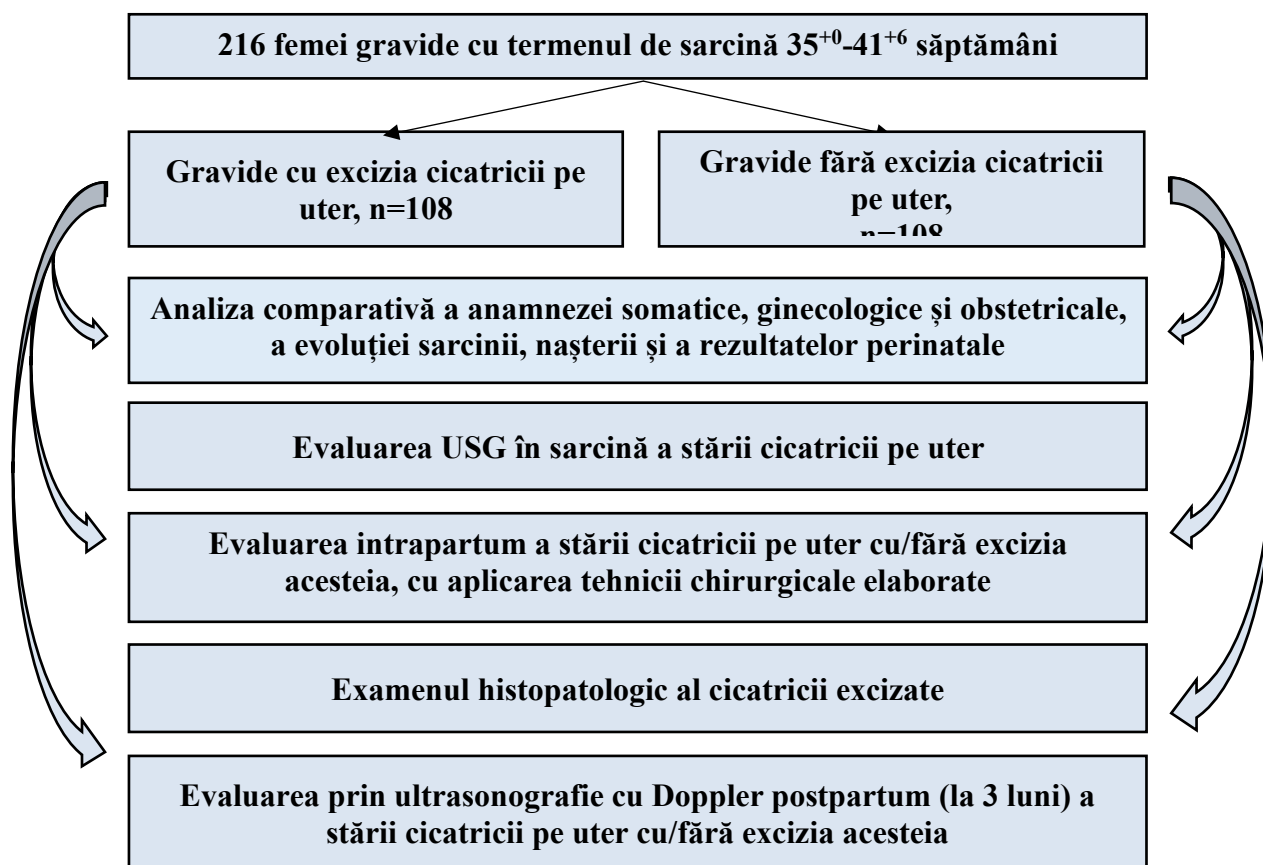 216 femei gravide cu termenul de sarcină 35⁺⁰-41⁺⁶ săptămâni
Gravide cu excizia cicatricii pe
uter, n=108
Gravide fără excizia cicatricii
pe uter,
n=108
Analiza comparativă a anamnezei somatice, ginecologice și obstetricale,
a evoluției sarcinii, nașterii și a rezultatelor perinatale
Evaluarea USG în sarcină a stării cicatricii pe uter
Evaluarea intrapartum a stării cicatricii pe uter cu/fără excizia
acesteia, cu aplicarea tehnicii chirurgicale elaborate
Examenul histopatologic al cicatricii excizate
Evaluarea prin ultrasonografie cu Doppler postpartum (la 3 luni) a
stării cicatricii pe uter cu/fără excizia acesteia